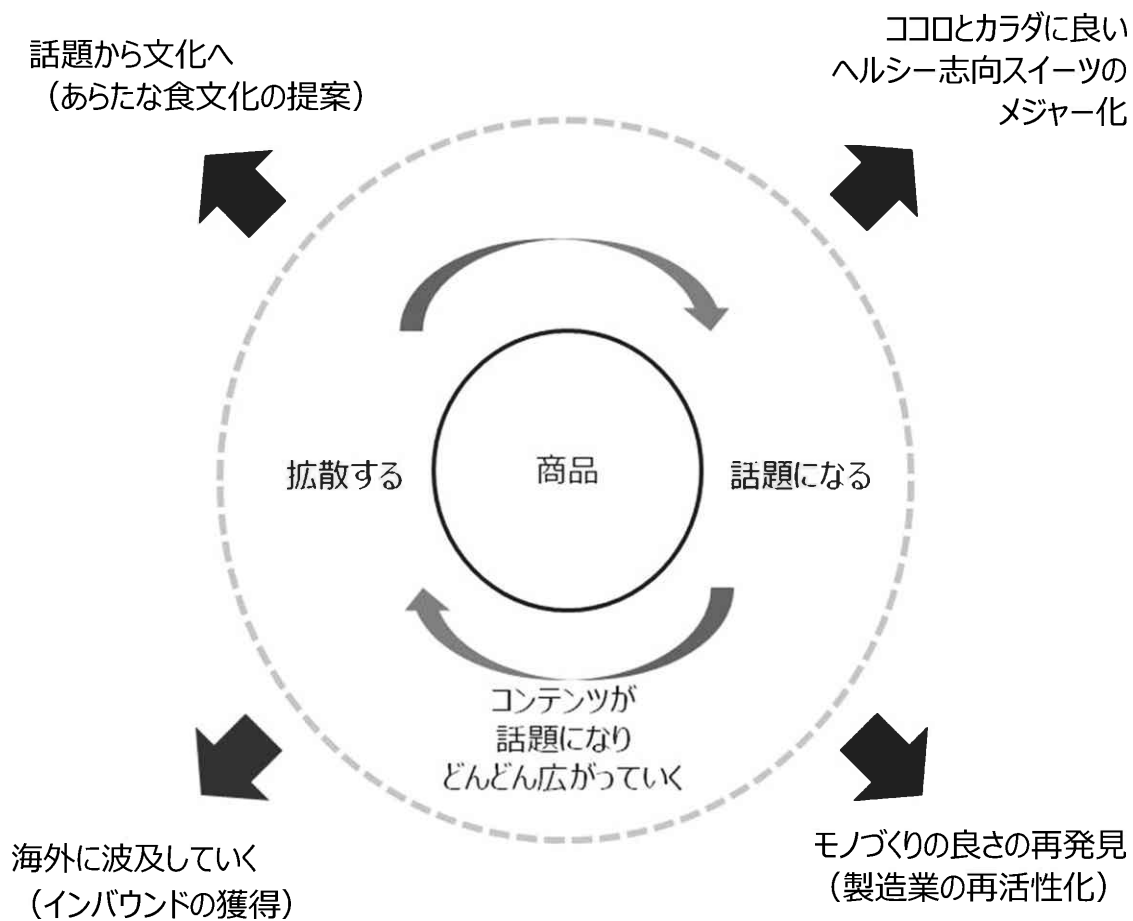 話題から文化へ
（あらたな食文化の提案）
ココロとカラダに良い
ヘルシー志向スイーツの
メジャー化
拡散する
商品
話題になる
コンテンツが
話題になり
どんどん広がっていく
海外に波及していく
（インバウンドの獲得）
モノづくりの良さの再発見
（製造業の再活性化）